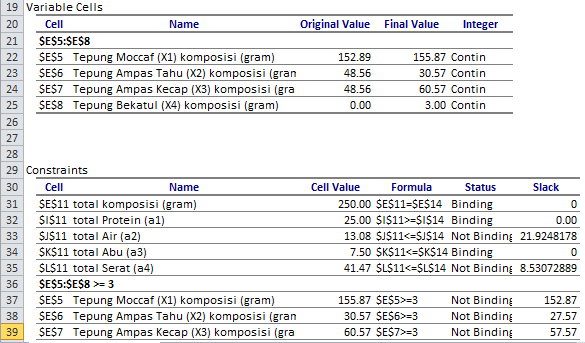 19 Variable Cells
20 Cell Name Original Value Final Value Integer
21 $E$5:$E$8
22 $E$5 Tepung Moccaf (X1) komposisi (gram) 152.89 155.87 Contin
23 $E$6 Tepung Ampas Tahu (X2) komposisi (gran 48.56 30.57 Contin
24 $E$7 Tepung Ampas Kecap (X3) komposisi (gra 48.56 60.57 Contin
25 $E$8 Tepung Bekatul (X4) komposisi (gram) 0.00 3.00 Contin
26
27
28
29 Constraints
30 Cell Name Cell Value Formula Status Slack
31 $E$11 total komposisi (gram) 250.00 $E$11=$E$14 Binding 0
32 $I$11 total Protein (a1) 25.00 $I$11>=$I$14 Binding 0.00
33 $J$11 total Air (a2) 13.08 $J$11<=$J$14 Not Binding 21.9248178
34 $K$11 total Abu (a3) 7.50 $K$11<=$K$14 Binding 0
35 $L$11 total Serat (a4) 41.47 $L$11<=$L$14 Not Binding 8.53072889
36 $E$5:$E$8 >= 3
37 $E$5 Tepung Moccaf (X1) komposisi (gram) 155.87 $E$5>=3 Not Binding 152.87
38 $E$6 Tepung Ampas Tahu (X2) komposisi (gran 30.57 $E$6>=3 Not Binding 27.57
39 $E$7 Tepung Ampas Kecap (X3) komposisi (gra 60.57 $E$7>=3 Not Binding 57.57